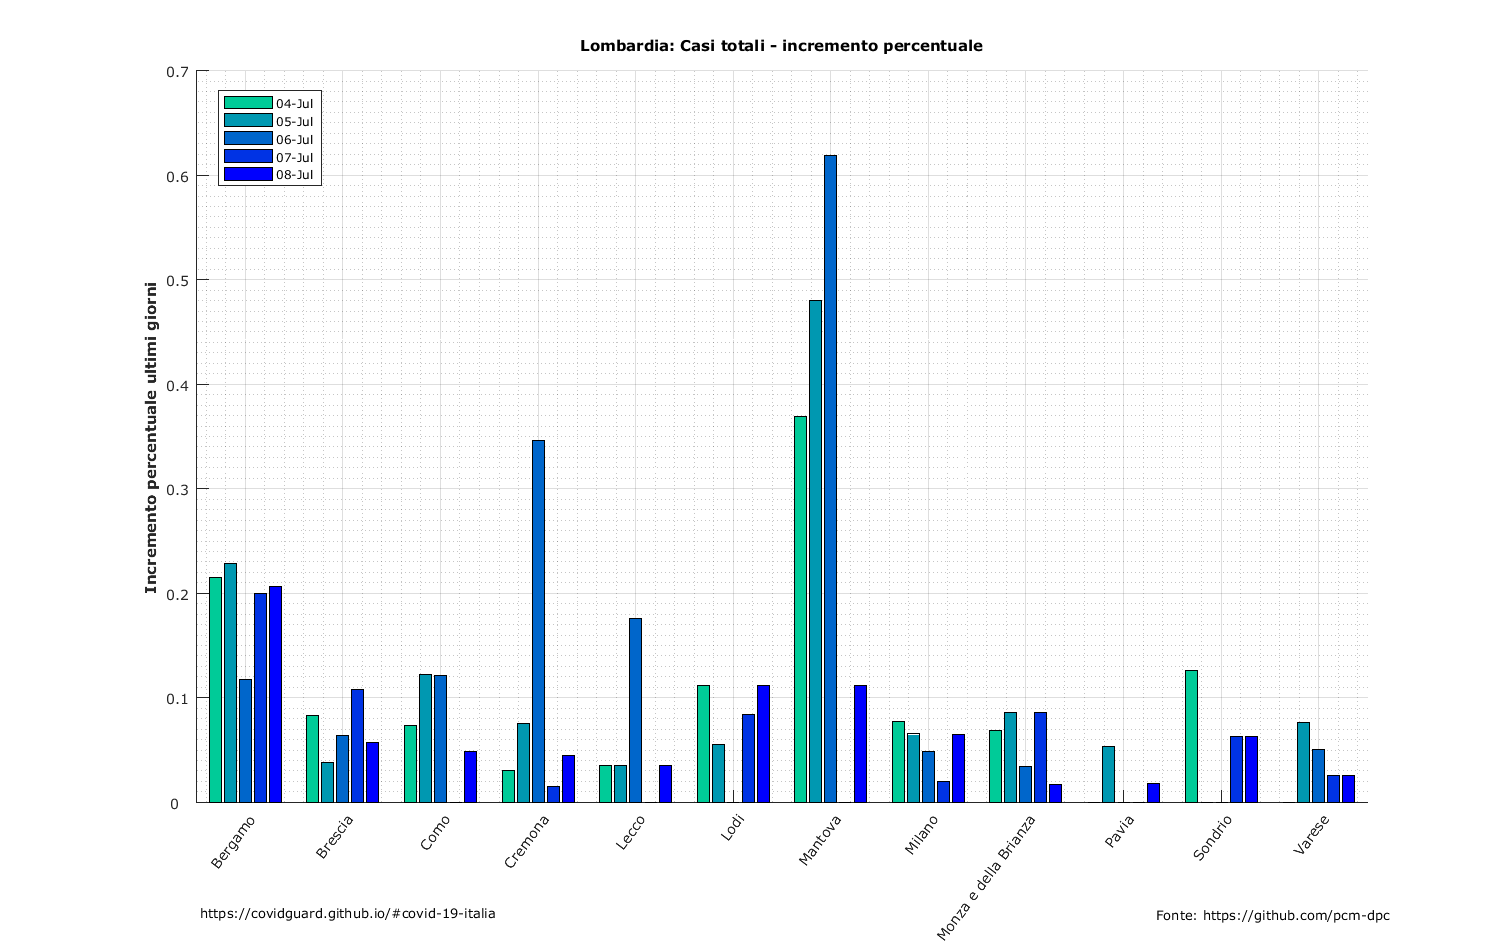 Lombardia: Casi totali - incremento percentuale
04-Jul
05-Jul
06-Jul
07-Jul
08-Jul
Incremento percentuale ultimi giorni
0.7
0.6
0.5
0.4
0.3
0.2
0.1
0
Bergamo
Brescia
Como
Cremona
Lecco
Lodi
Mantova
Milano
Monza e della Brianza
Pavia
Sondrio
Varese
https://covidguard.github.io/#covid-19-italia
Fonte: https://github.com/pcm-dpc